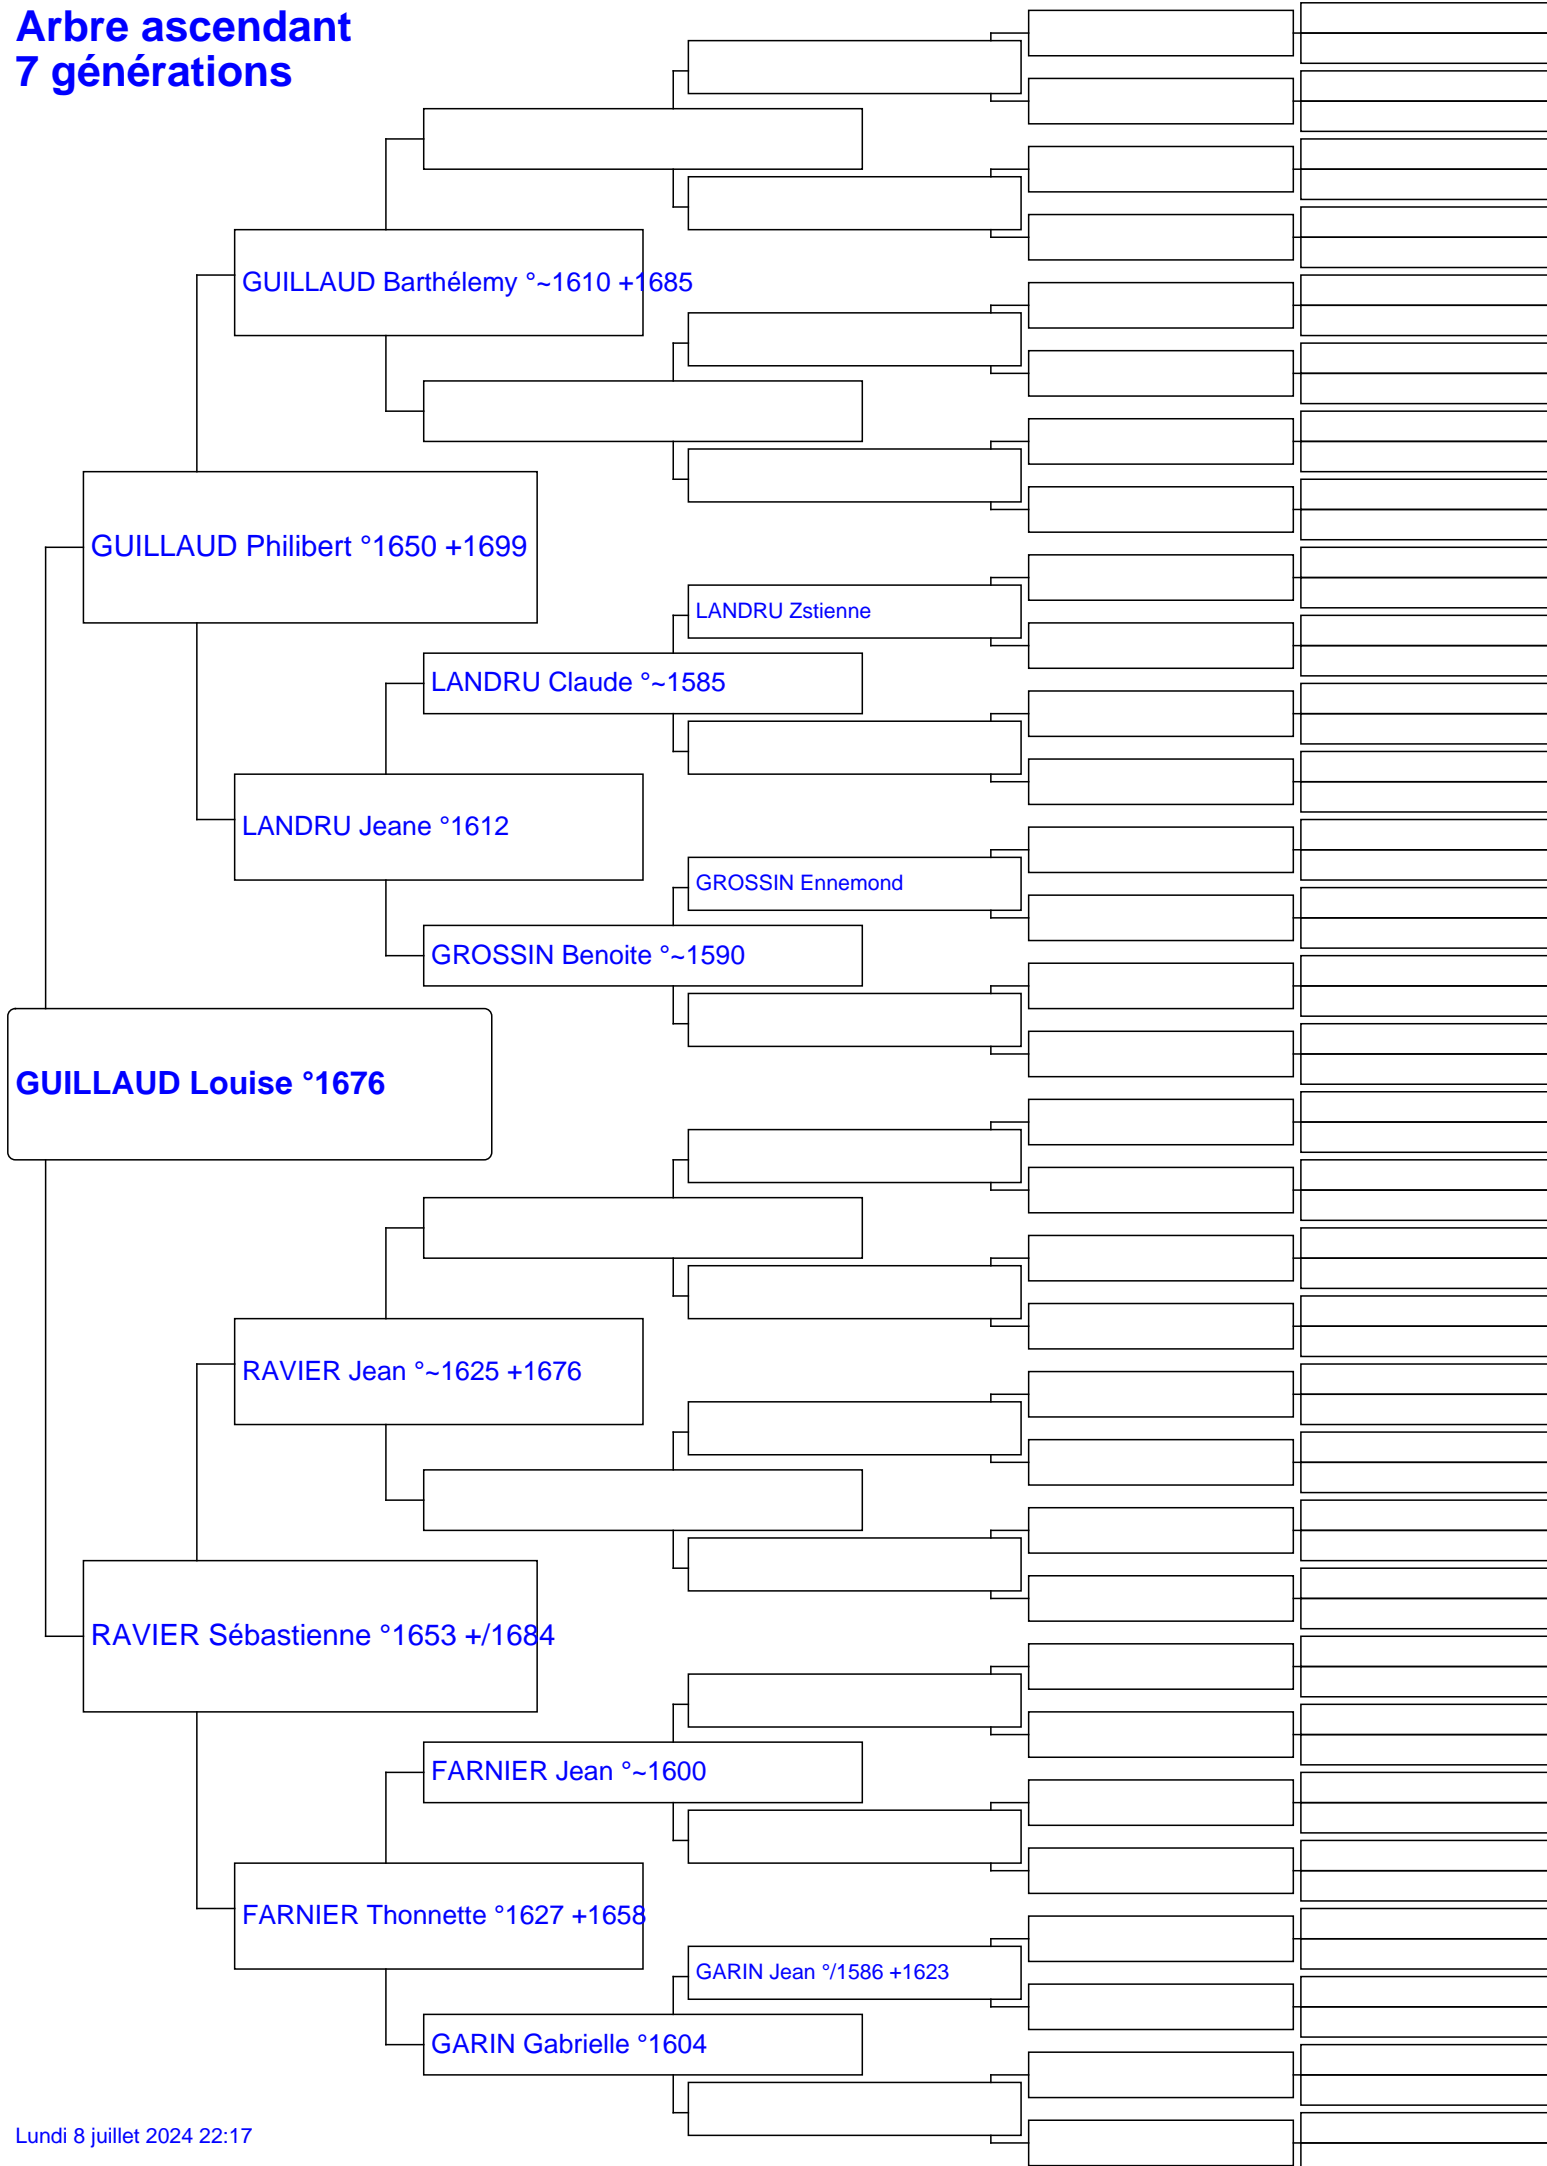 Arbre ascendant
7 générations
GUILLAUD Barthélemy °~1610 +1685
GUILLAUD Philibert °1650 +1699
LANDRU Zstienne
LANDRU Claude °~1585
LANDRU Jeane °1612
GROSSIN Ennemond
GROSSIN Benoite °~1590
GUILLAUD Louise °1676
RAVIER Jean °~1625 +1676
RAVIER Sébastienne °1653 +/1684
FARNIER Jean °~1600
FARNIER Thonnette °1627 +1658
GARIN Jean °/1586 +1623
GARIN Gabrielle °1604
Lundi 8 juillet 2024 22:17